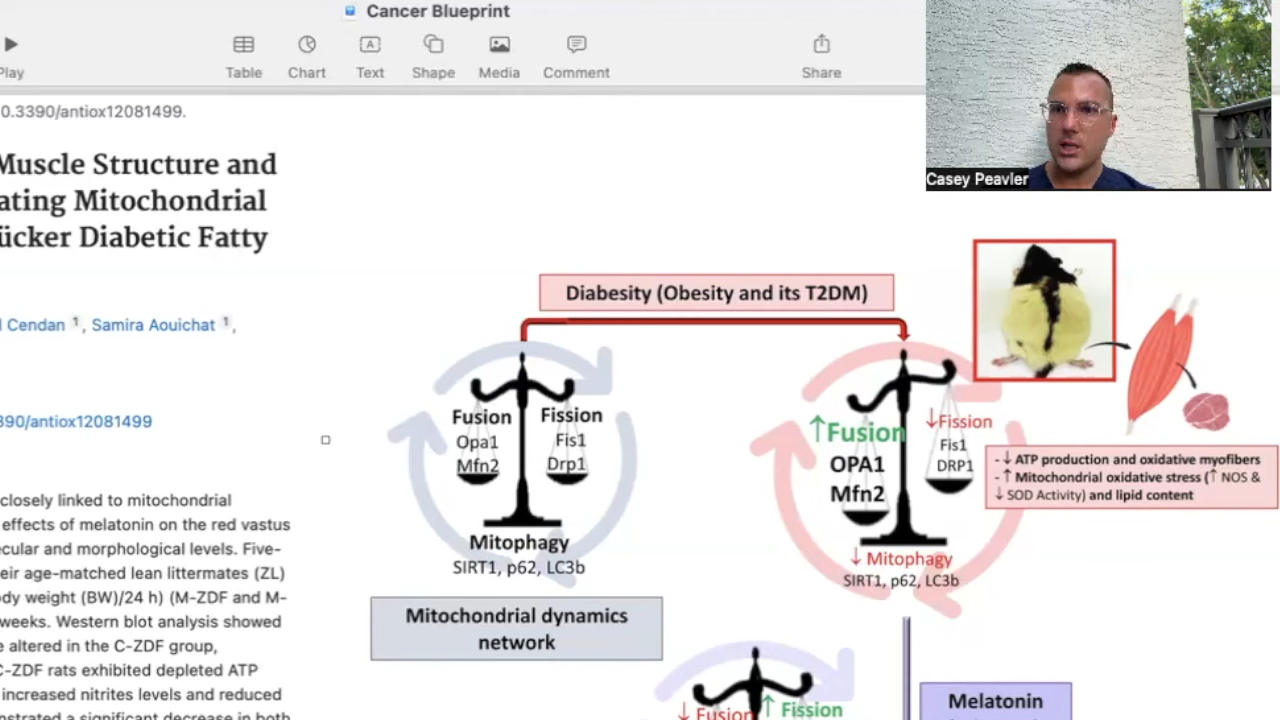 Cancer Blueprint
Play
Table
Chart
Text
Shape
Media
Comment
Share
0.3390/antiox12081499.
Muscle Structure and
ating Mitochondrial
ücker Diabetic Fatty
Cendan 1, Samira Aouichat 1,
390/antiox12081499
closely linked to mitochondrial
effects of melatonin on the red vastus
ecular and morphological levels. Five-
eir age-matched lean littermates (ZL)
ody weight (BW)/24 h) (M-ZDF and M-
weeks. Western blot analysis showed
e altered in the C-ZDF group,
C-ZDF rats exhibited depleted ATP
increased nitrites levels and reduced
nstrated a significant decrease in both
Casey Peavler
Diabesity (Obesity and its T2DM)
Fusion
Opa1
Mfn2
Fission
Fis1
Drp1
Mitophagy
SIRT1, p62, LC3b
Mitochondrial dynamics
network
↑Fusion
OPA1
Mfn2
↓Fission
Fis1
DRP1
↓ Mitophagy
SIRT1, p62, LC3b
- ↓ ATP production and oxidative myofibers
- ↑ Mitochondrial oxidative stress (↑ NOS &
↓ SOD Activity) and lipid content
↓ Fusion
↑ Fission
Melatonin